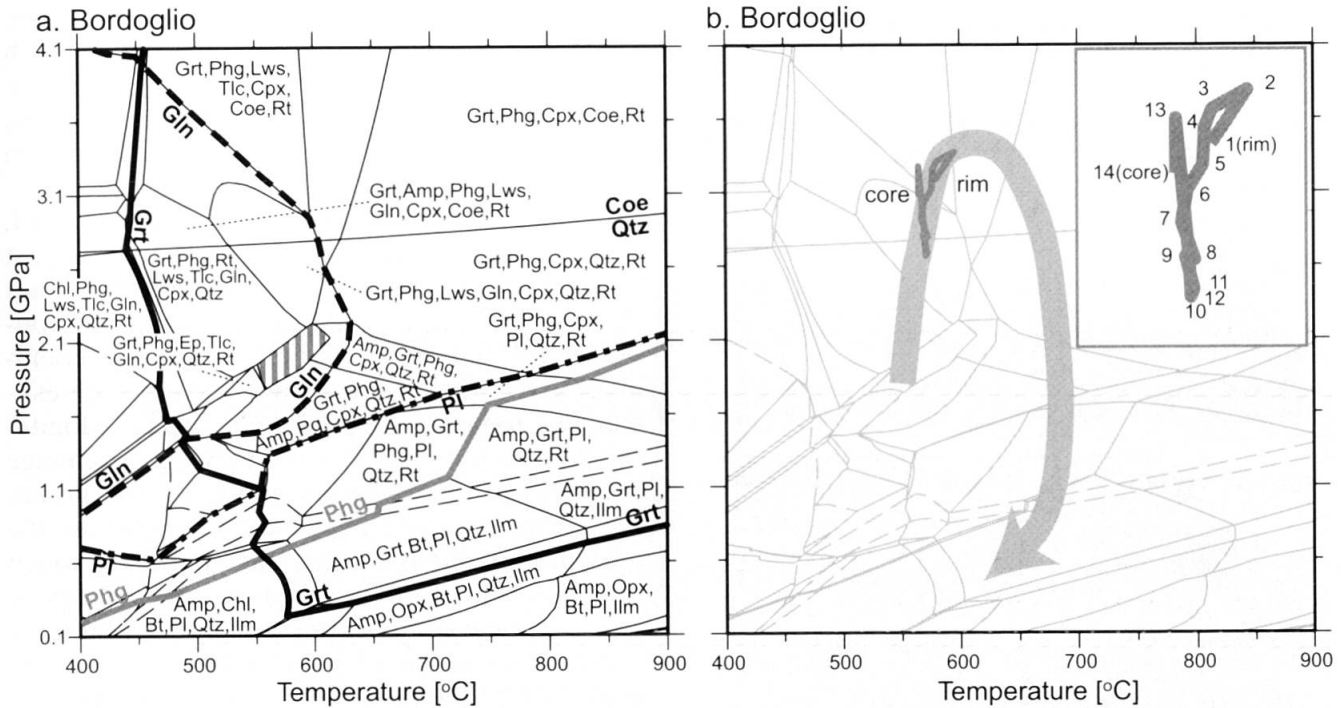 a. Bordoglio
4.1
3.1
2.1
1.1
0.1
Pressure [GPa]
400
500
600
700
800
900
Temperature [°C]
Grt,Phg,Lws,
Tlc,Cpx,
Coe,Rt
Gln
Grt,Phg,Cpx,Coe,Rt
Grt,Amp,Phg,Lws,
Gln,Cpx,Coe,Rt
Coe
Qtz
Grt
Grt,Phg,Rt,
Lws,Tlc,Gln,
Cpx,Qtz
Grt,Phg,Cpx,Qtz,Rt
Chl,Phg,
Lws,Tlc,Gln,
Cpx,Qtz,Rt
Grt,Phg,Lws,Gln,Cpx,Qtz,Rt
Grt,Phg,Cpx,
Pl,Qtz,Rt
Grt,Phg,Ep,Tlc,
Gln,Cpx,Qtz,Rt
Amp,Grt,Phg,
Cpx,Qtz,Rt
Gln
Grt,Phg,
Amp,Pg,Cpx,Qtz,Rt
Pl
Amp,Grt,
Phg,Pl,
Qtz,Rt
Amp,Grt,Pl,
Qtz,Rt
Gln
Phg
Amp,Grt,Pl,
Qtz,Ilm
Grt
Pl
Amp,Grt,Bt,Pl,Qtz,Ilm
Phg
Grt
Amp,Chl,
Bt,Pl,Qtz,Ilm
Amp,Opx,Bt,Pl,Qtz,Ilm
Amp,Opx,
Bt,Pl,Ilm
b. Bordoglio
core
rim
13
3
2
4
1(rim)
14(core)
5
6
7
9
8
11
12
10
400
500
600
700
800
900
Temperature [°C]